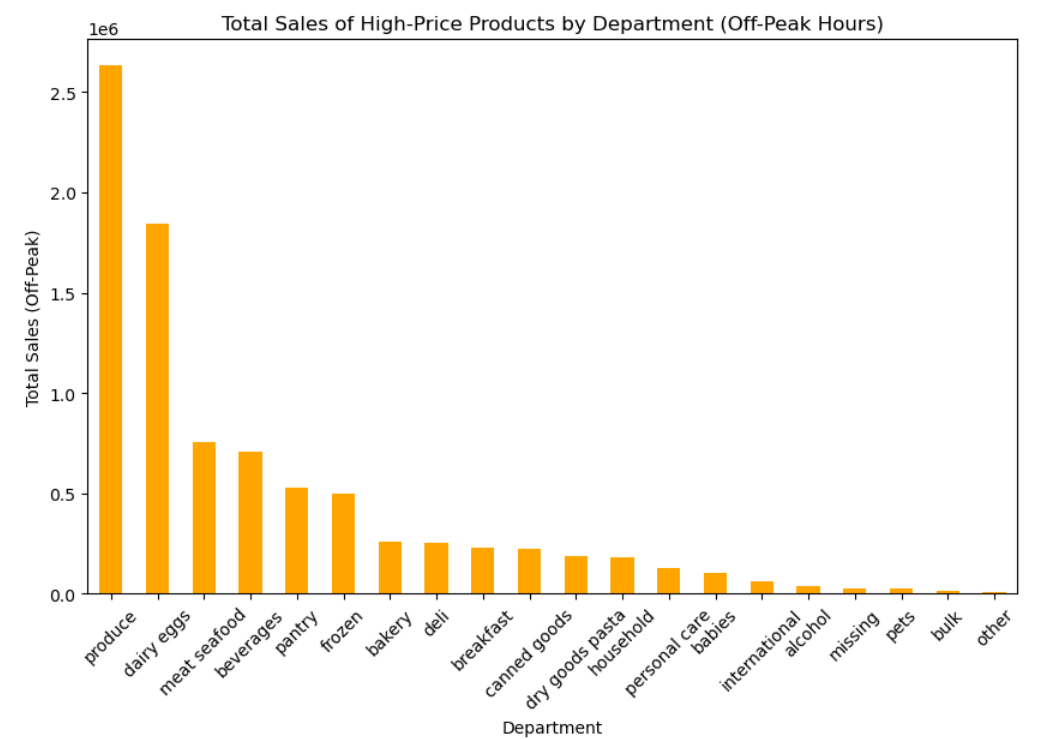 Total Sales of High-Price Products by Department (Off-Peak Hours)
1e6
2.5
2.0
1.5
1.0
0.5
0.0
Total Sales (Off-Peak)
produce
dairy eggs
meat seafood
beverages
pantry
frozen
bakery
deli
breakfast
canned goods
dry goods pasta
household
personal care
babies
international
alcohol
missing
pets
bulk
other
Department